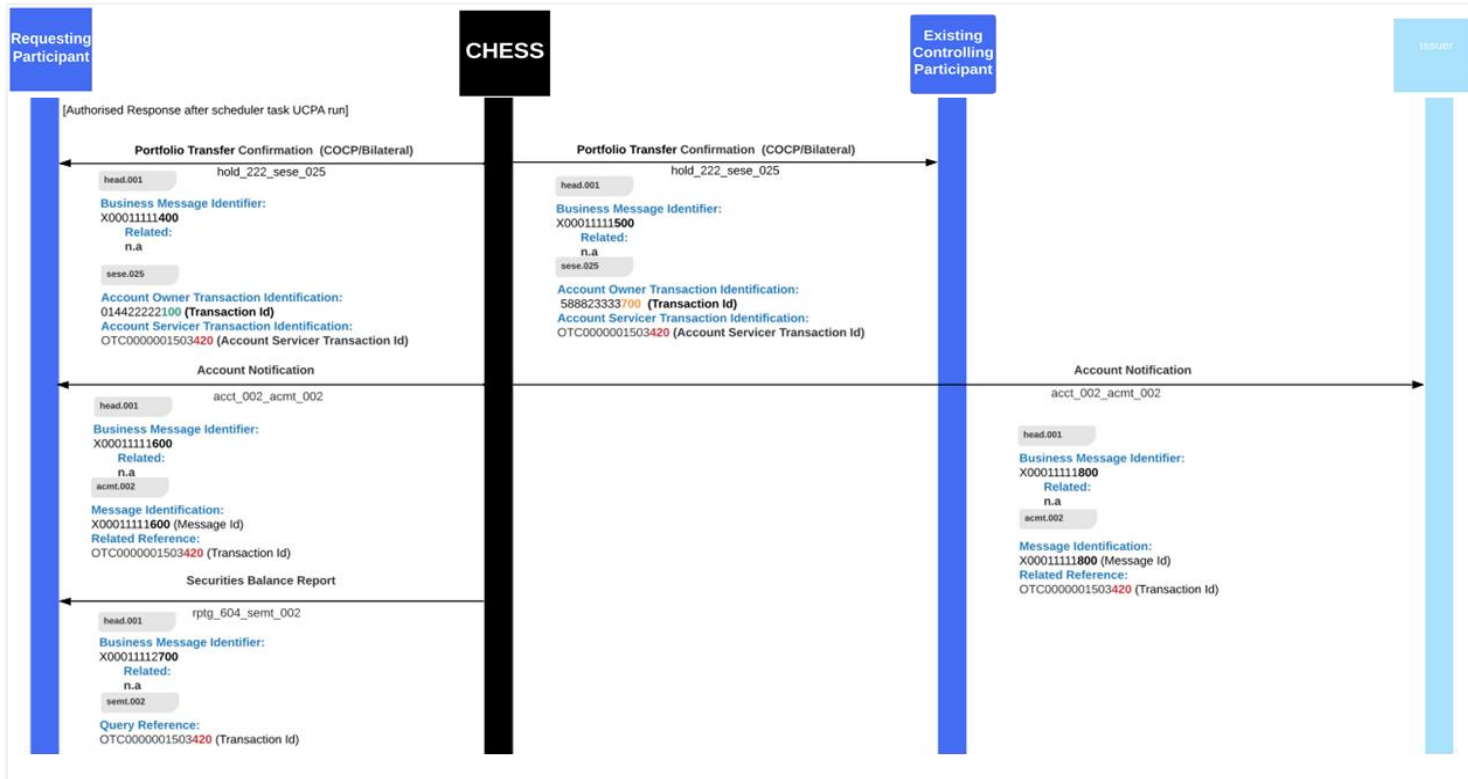 Requesting
Participant
CHESS
Existing
Controlling
Participant
Issuer
[Authorised Response after scheduler task UCPA run]
Portfolio Transfer Confirmation (COCP/Bilateral)
hold_222_sese_025
head.001
Business Message Identifier:
X00011111400
Related:
n.a
sese.025
Account Owner Transaction Identification:
014422222100 (Transaction Id)
Account Servicer Transaction Identification:
OTC0000001503420 (Account Servicer Transaction Id)
Portfolio Transfer Confirmation (COCP/Bilateral)
hold_222_sese_025
head.001
Business Message Identifier:
X00011111500
Related:
n.a
sese.025
Account Owner Transaction Identification:
588823333700 (Transaction Id)
Account Servicer Transaction Identification:
OTC0000001503420 (Account Servicer Transaction Id)
Account Notification
acct_002_acmt_002
head.001
Business Message Identifier:
X00011111600
Related:
n.a
acmt.002
Message Identification:
X00011111600 (Message Id)
Related Reference:
OTC0000001503420 (Transaction Id)
Account Notification
acct_002_acmt_002
head.001
Business Message Identifier:
X00011111800
Related:
n.a
acmt.002
Message Identification:
X00011111800 (Message Id)
Related Reference:
OTC0000001503420 (Transaction Id)
Securities Balance Report
rptg_604_semt_002
head.001
Business Message Identifier:
X00011112700
Related:
n.a
semt.002
Query Reference:
OTC0000001503420 (Transaction Id)